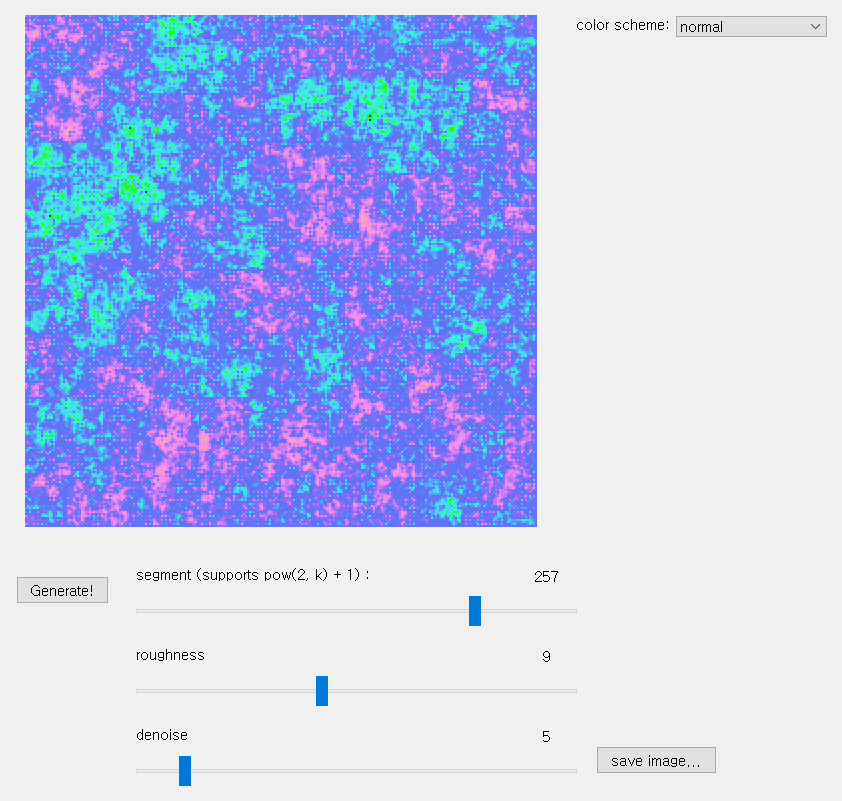 color scheme: normal
Generate!
segment (supports pow(2, k) + 1) : 257
roughness 9
denoise 5
save image...